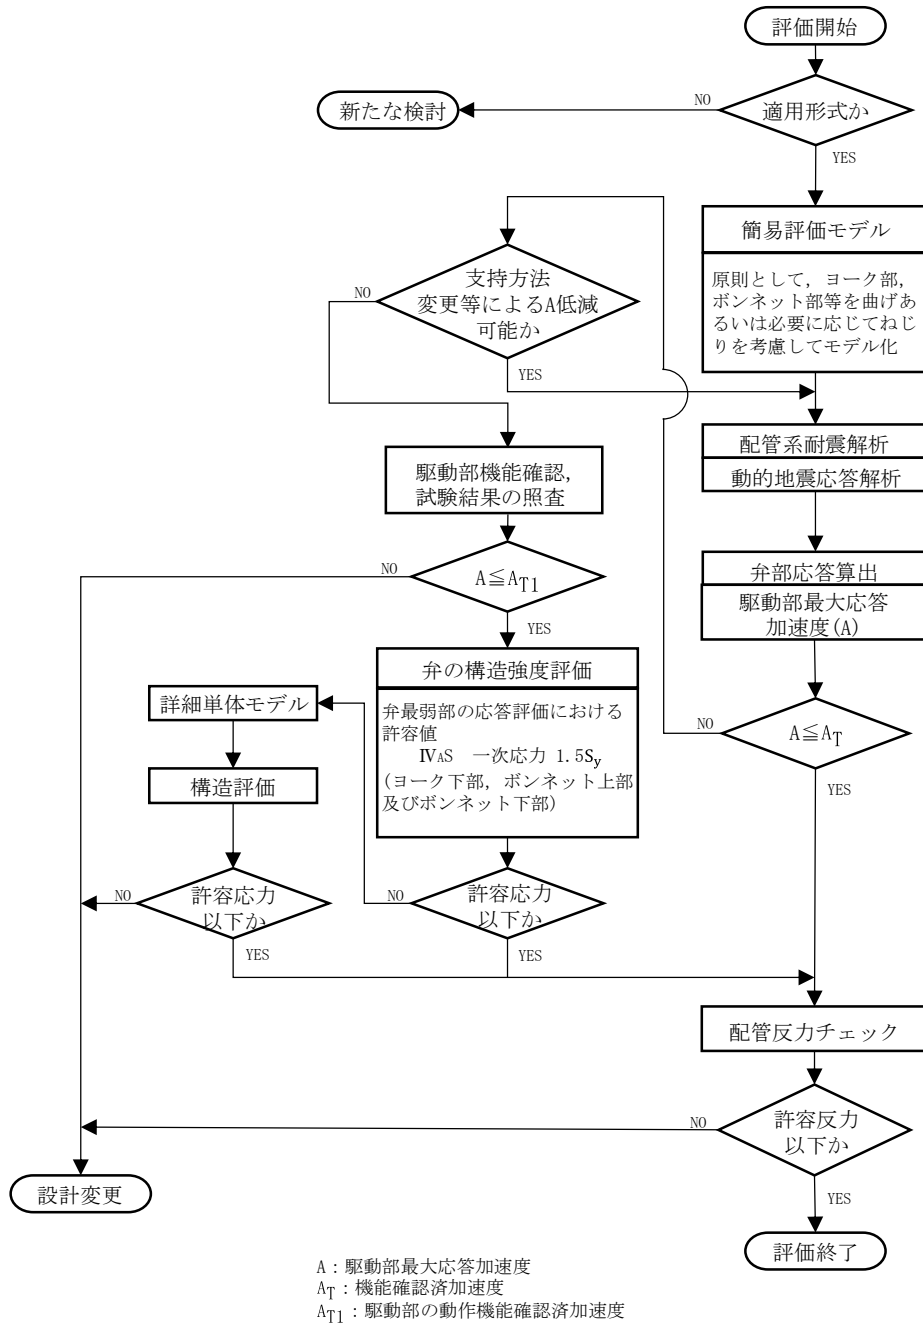 評価開始
適用形式か
NO
新たな検討
YES
簡易評価モデル
原則として，ヨーク部，
ボンネット部等を曲げあ
るいは必要に応じてねじ
りを考慮してモデル化
支持方法
変更等によるA低減
可能か
NO
YES
配管系耐震解析
動的地震応答解析
駆動部機能確認，
試験結果の照査
弁部応答算出
駆動部最大応答
加速度(A)
A≦AT1
NO
YES
弁の構造強度評価
弁最弱部の応答評価における
許容値
ⅣAS 一次応力 1.5Sy
(ヨーク下部，ボンネット上部
及びボンネット下部)
A≦AT
NO
YES
詳細単体モデル
構造評価
許容応力
以下か
NO
YES
許容応力
以下か
NO
YES
配管反力チェック
許容反力
以下か
NO
YES
設計変更
評価終了
A：駆動部最大応答加速度
AT：機能確認済加速度
AT1：駆動部の動作機能確認済加速度